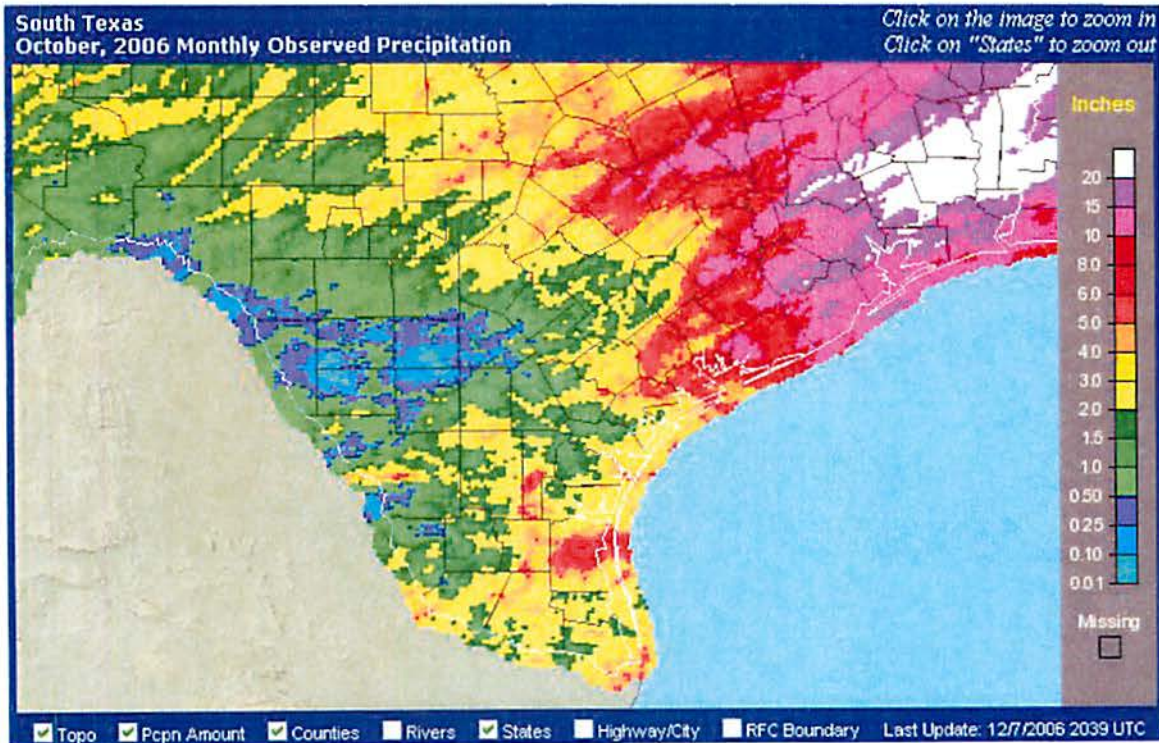 South Texas
October, 2006 Monthly Observed Precipitation
Click on the image to zoom in
Click on "States" to zoom out
Inches
20
15
10
8.0
6.0
5.0
4.0
3.0
2.0
1.5
1.0
0.50
0.25
0.10
0.01
Missing
Topo Pcpn Amount Counties Rivers States Highway/City RFC Boundary Last Update: 12/7/2006 2039 UTC